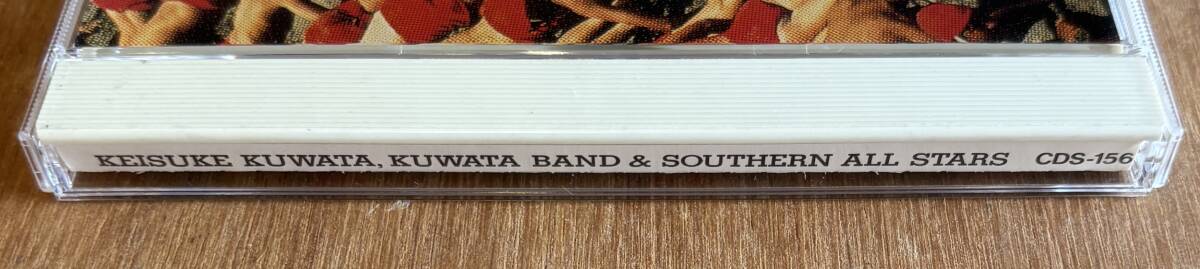 KEISUKE KUWATA, KUWATA BAND & SOUTHERN ALL STARS CDS-156